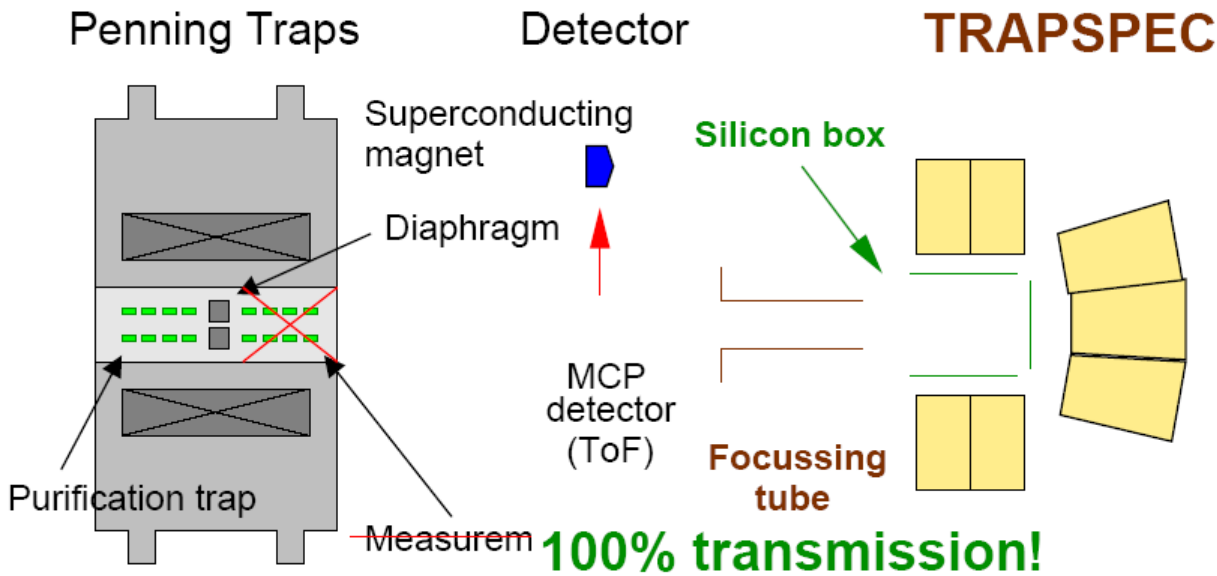 Penning Traps
Detector
TRAPSPEC
Superconducting
magnet
Silicon box
Diaphragm
MCP
detector
(ToF)
Focussing
tube
Purification trap
Measurem
100% transmission!